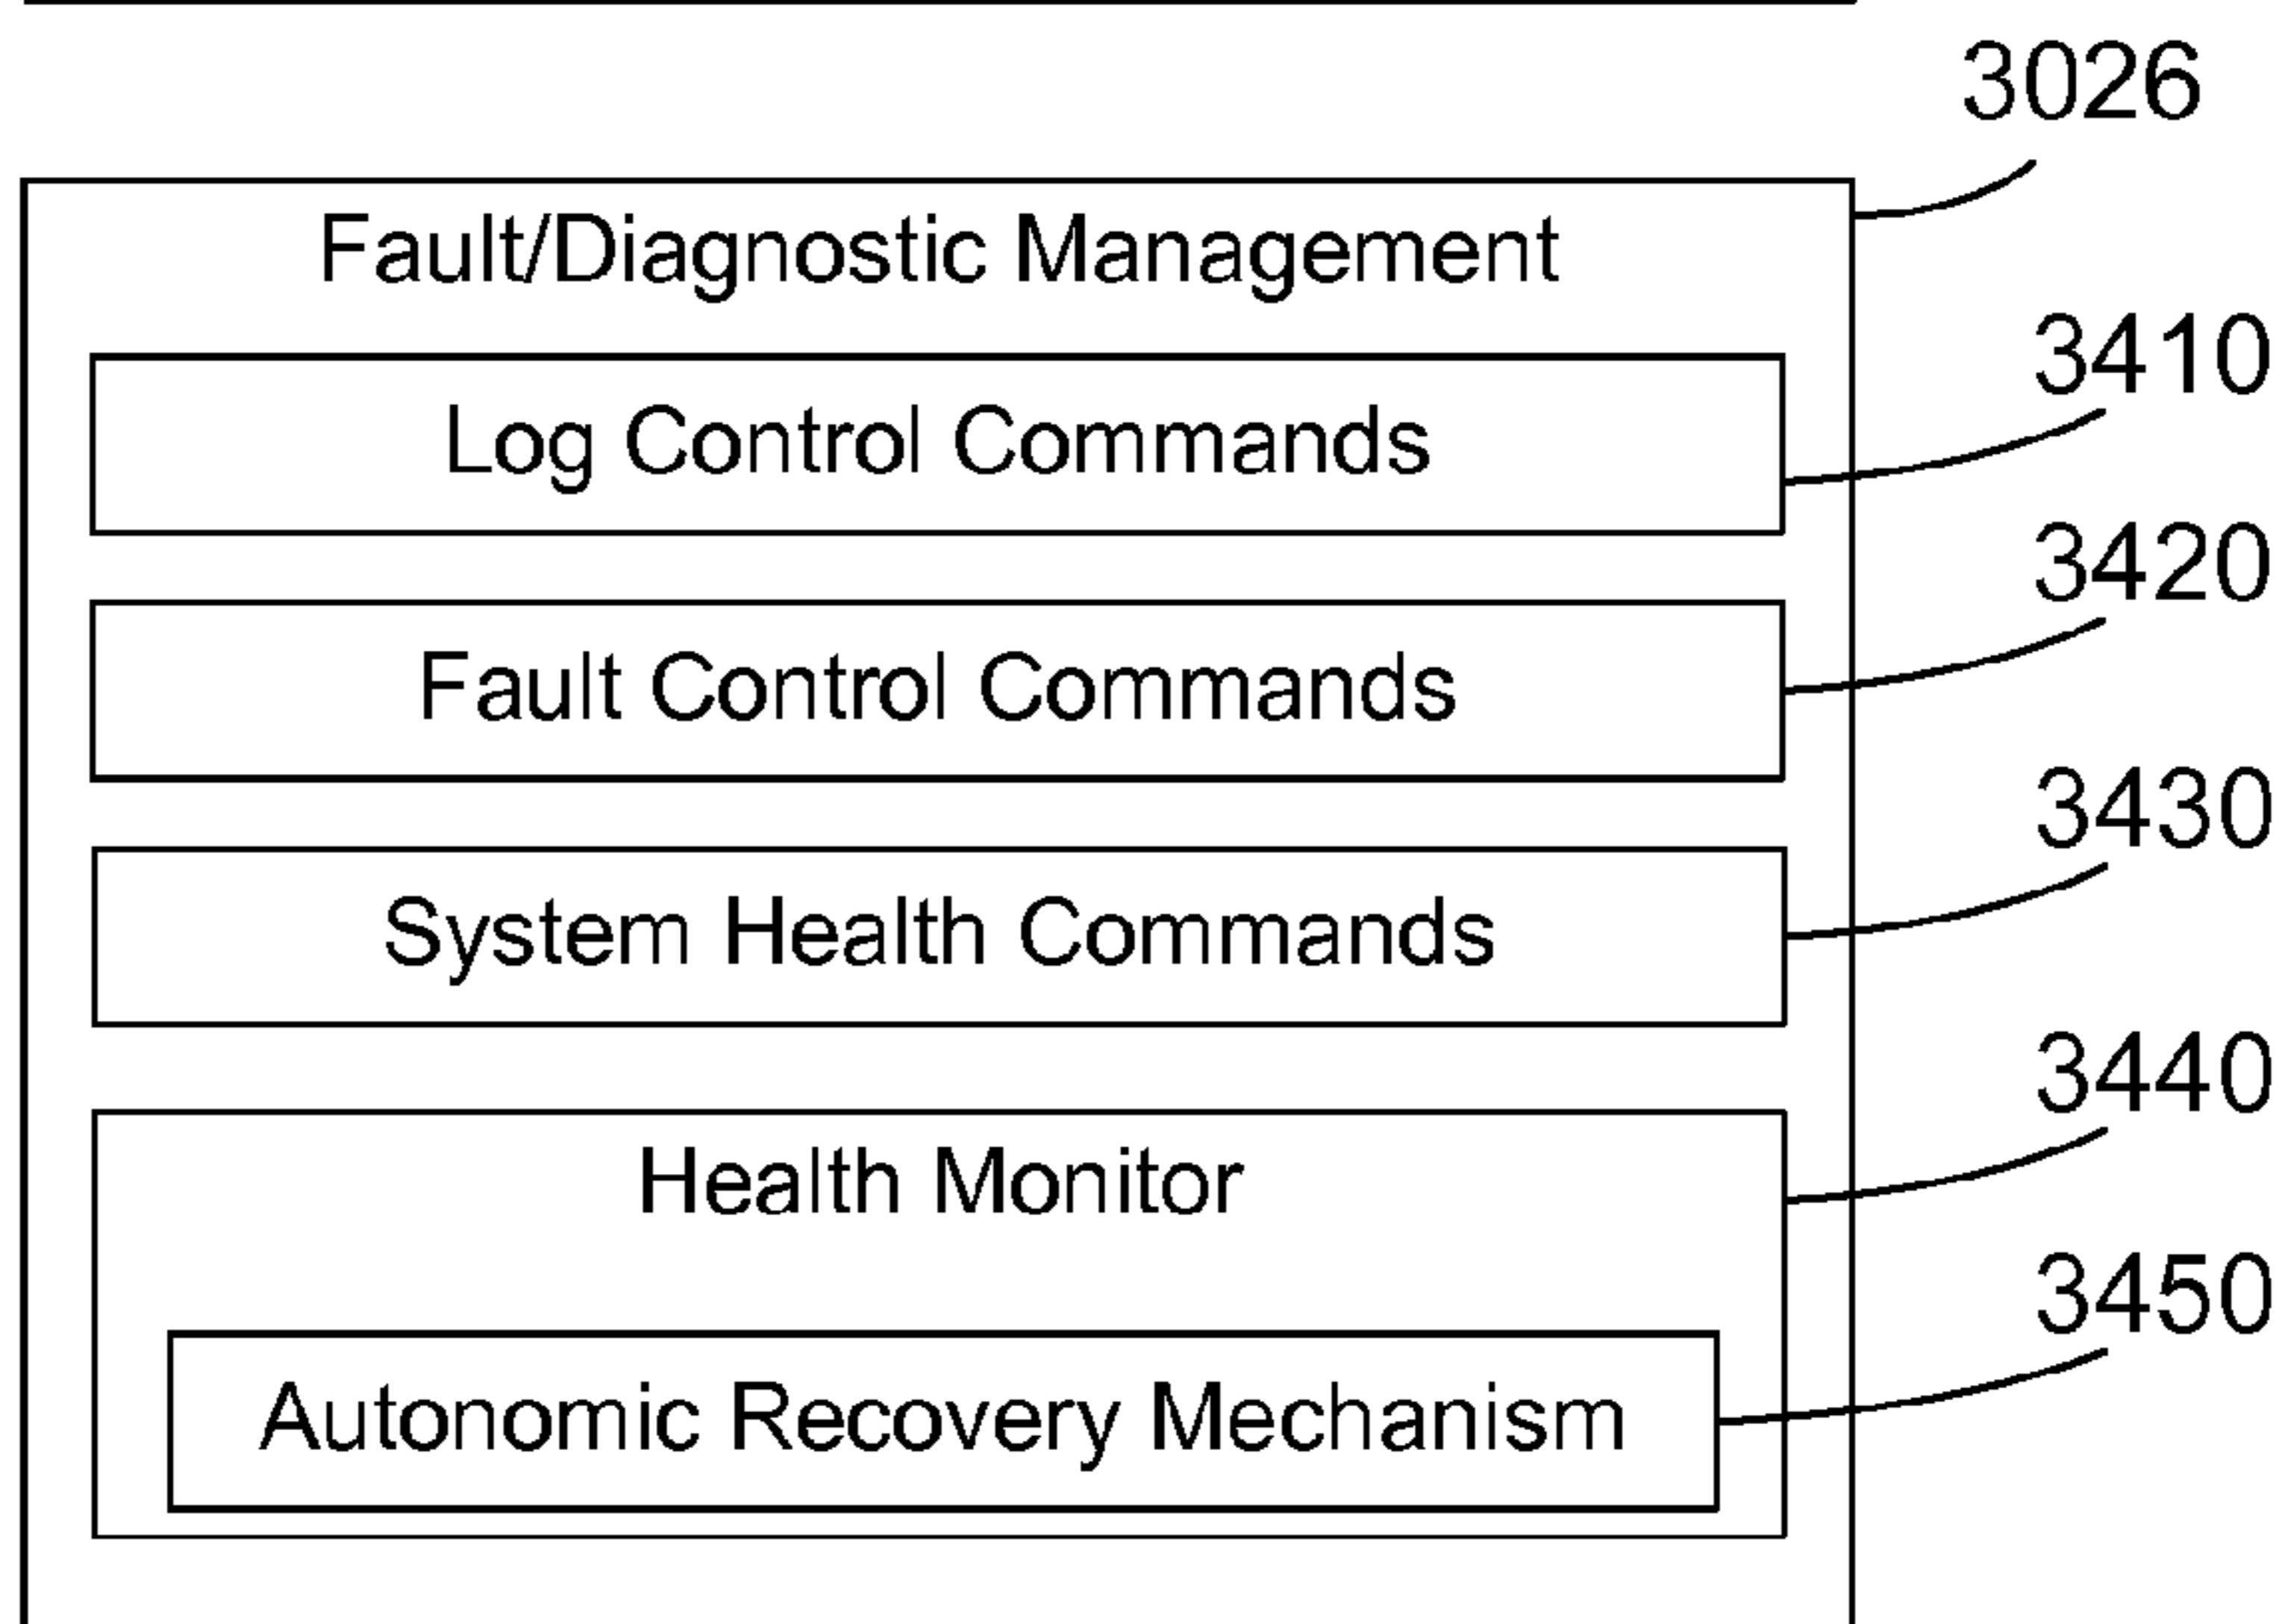 3026
Fault/Diagnostic Management
3410
Log Control Commands
3420
Fault Control Commands
3430
System Health Commands
3440
Health Monitor
3450
Autonomic Recovery Mechanism